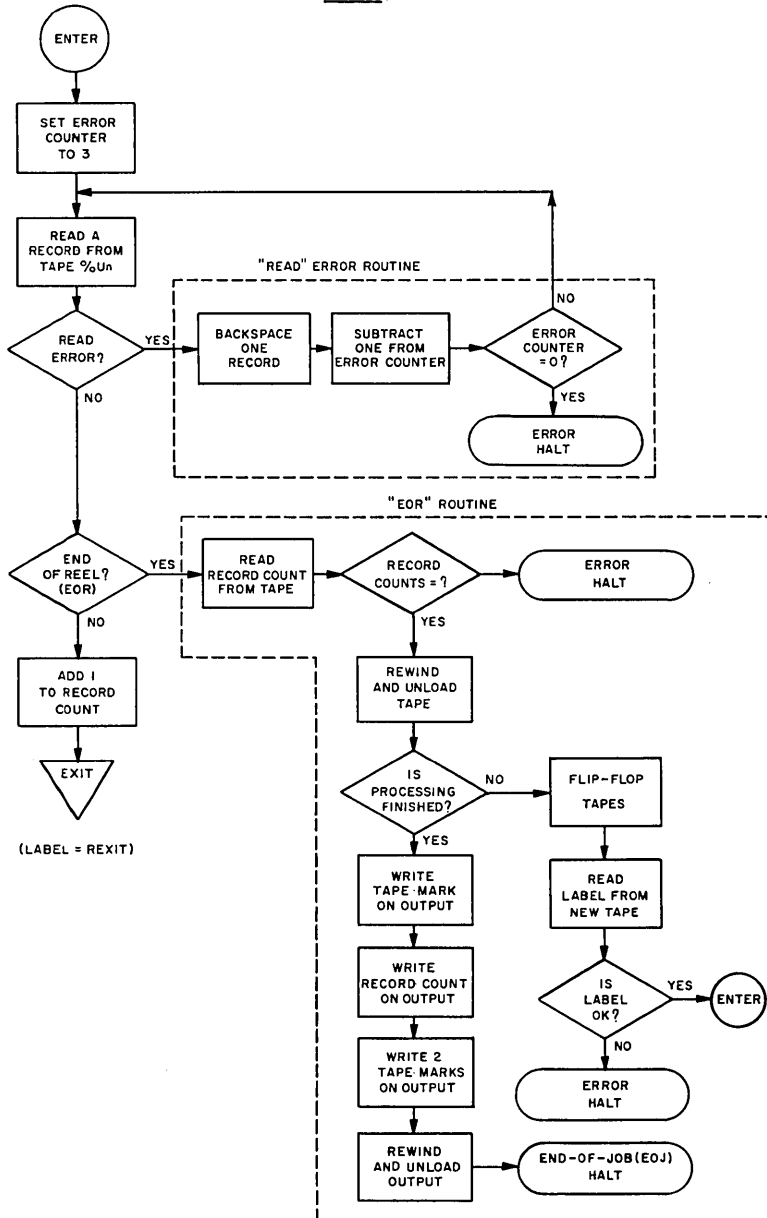 ENTER
SET ERROR
COUNTER
TO 3
READ A
RECORD FROM
TAPE %Un
"READ" ERROR ROUTINE
READ
ERROR?
YES
NO
BACKSPACE
ONE
RECORD
SUBTRACT
ONE FROM
ERROR COUNTER
ERROR
COUNTER
=0?
NO
YES
ERROR
HALT
"EOR" ROUTINE
END
OF REEL?
(EOR)
YES
NO
READ
RECORD COUNT
FROM TAPE
RECORD
COUNTS=?
YES
ERROR
HALT
ADD 1
TO RECORD
COUNT
EXIT
(LABEL = REXIT)
REWIND
AND UNLOAD
TAPE
IS
PROCESSING
FINISHED?
NO
YES
FLIP-FLOP
TAPES
READ
LABEL FROM
NEW TAPE
IS
LABEL
OK?
YES
ENTER
NO
ERROR
HALT
WRITE
TAPE-MARK
ON OUTPUT
WRITE
RECORD COUNT
ON OUTPUT
WRITE 2
TAPE-MARKS
ON OUTPUT
REWIND
AND UNLOAD
OUTPUT
END-OF-JOB(EOJ)
HALT